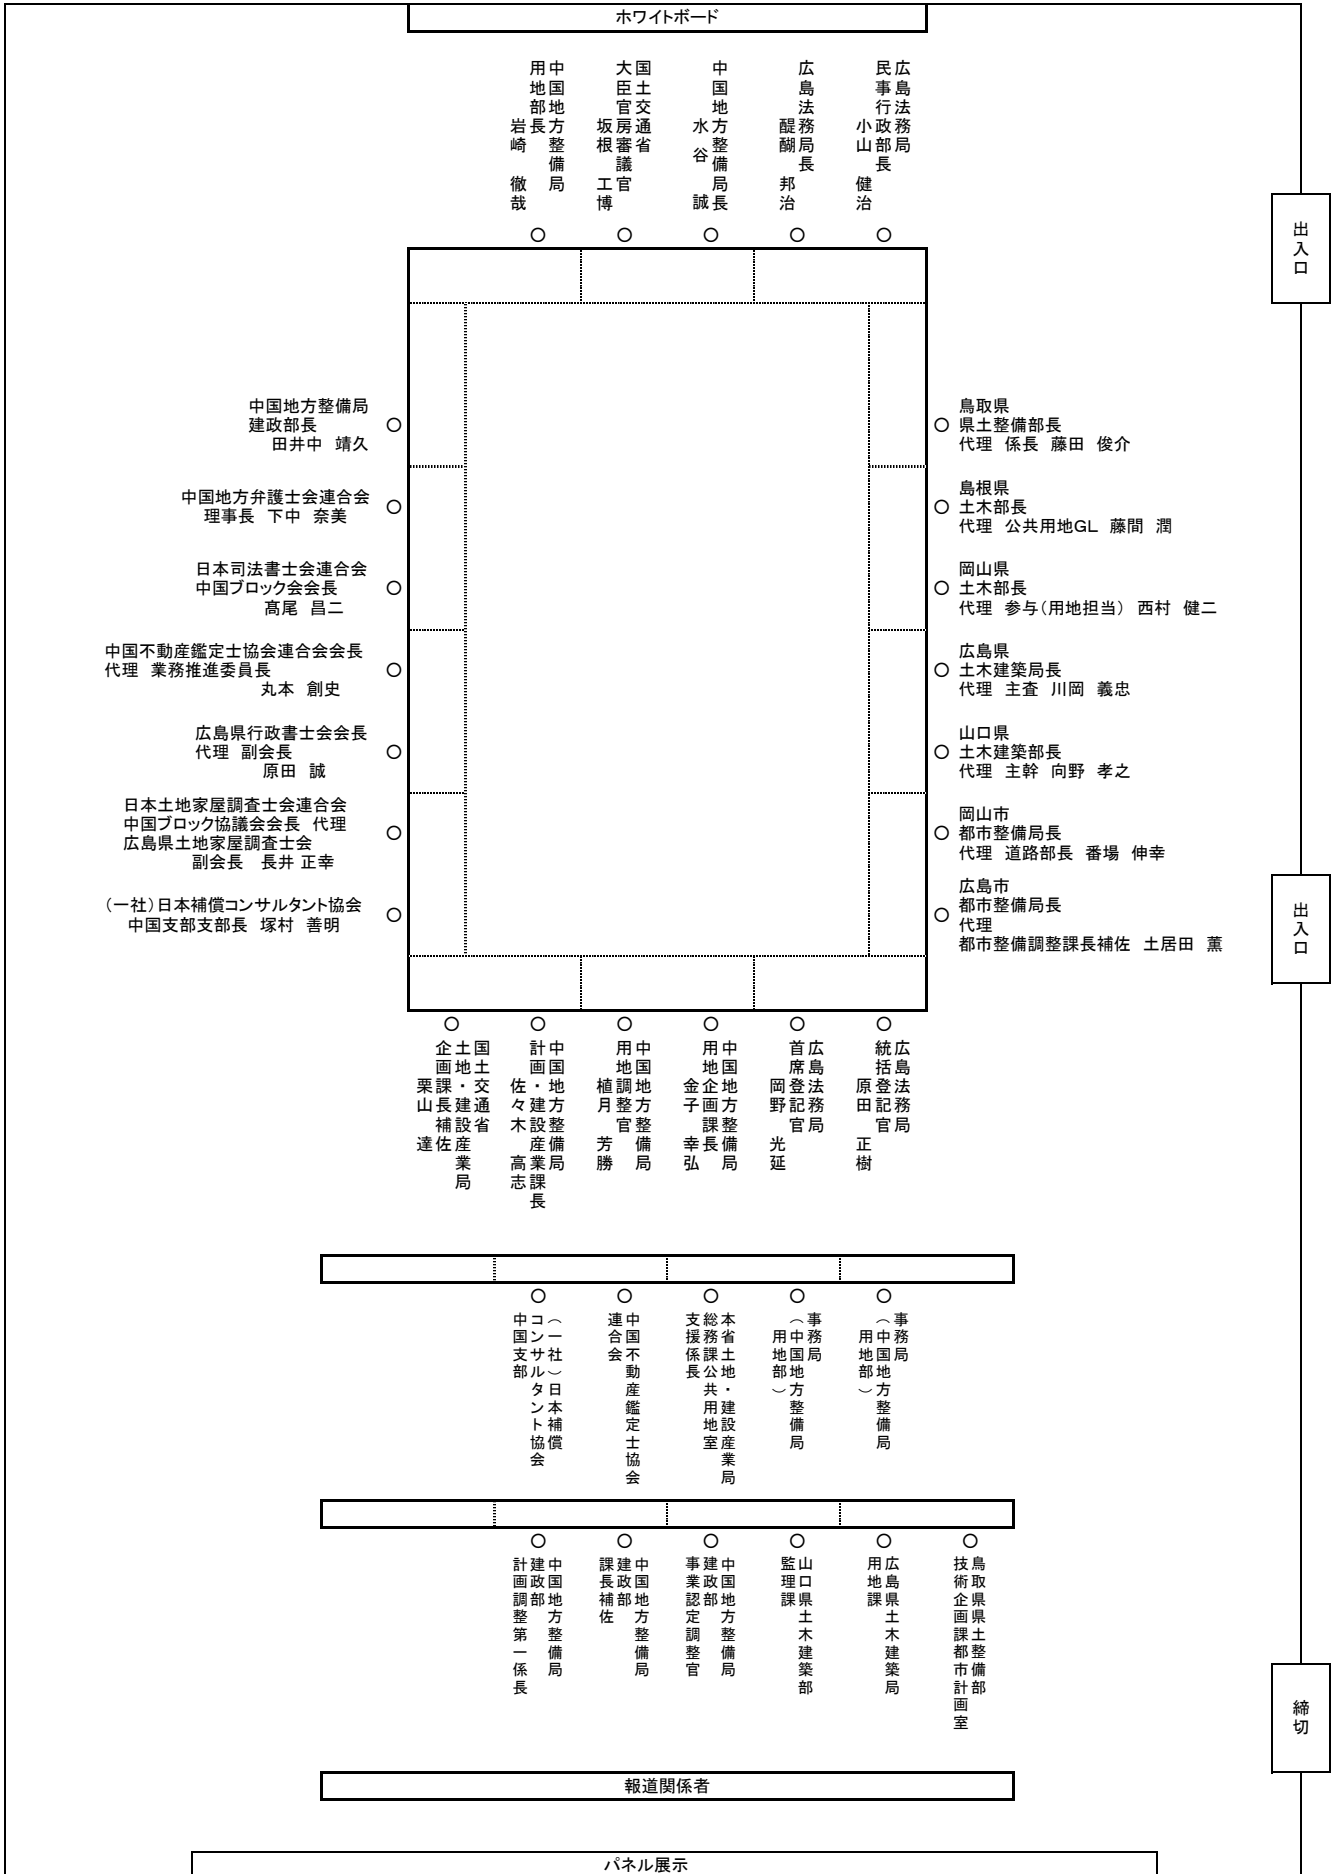 ホワイトボード
広島法務局
民事行政部長
小山 健治
広島法務局長
醍醐 邦治
中国地方整備局長
水谷 誠
国土交通省
大臣官房審議官
坂根 工博
中国地方整備局
用地部長
岩崎 徹哉
出入口
中国地方整備局
建政部長
田井中 靖久
中国地方弁護士会連合会
理事長 下中 奈美
日本司法書士会連合会
中国ブロック会会長
髙尾 昌二
中国不動産鑑定士協会連合会会長
代理 業務推進委員長
丸本 創史
広島県行政書士会会長
代理 副会長
原田 誠
日本土地家屋調査士会連合会
中国ブロック協議会会長 代理
広島県土地家屋調査士会
副会長 長井 正幸
(一社)日本補償コンサルタント協会
中国支部支部長 塚村 善明
鳥取県
県土整備部長
代理 係長 藤田 俊介
島根県
土木部長
代理 公共用地GL 藤間 潤
岡山県
土木部長
代理 参与(用地担当) 西村 健二
広島県
土木建築局長
代理 主査 川岡 義忠
山口県
土木建築部長
代理 主幹 向野 孝之
岡山市
都市整備局長
代理 道路部長 番場 伸幸
広島市
都市整備局長
代理
都市整備調整課長補佐 土居田 薫
出入口
広島法務局
統括登記官
原田 正樹
広島法務局
首席登記官
岡野 光延
中国地方整備局
用地企画課長
金子 幸弘
中国地方整備局
用地調整官
植月 芳勝
中国地方整備局
計画・建設産業課長
佐々木 高志
国土交通省
土地・建設産業局
企画課長補佐
栗山 達
事務局
(中国地方整備局
用地部)
事務局
(中国地方整備局
用地部)
本省土地・建設産業局
総務課公共用地室
支援係長
中国不動産鑑定士協会
連合会
(一社)日本補償
コンサルタント協会
中国支部
鳥取県県土整備部
技術企画課都市計画室
広島県土木建築局
用地課
山口県土木建築部
監理課
中国地方整備局
建政部
事業認定調整官
中国地方整備局
建政部
課長補佐
中国地方整備局
建政部
計画調整第一係長
締切
報道関係者
パネル展示